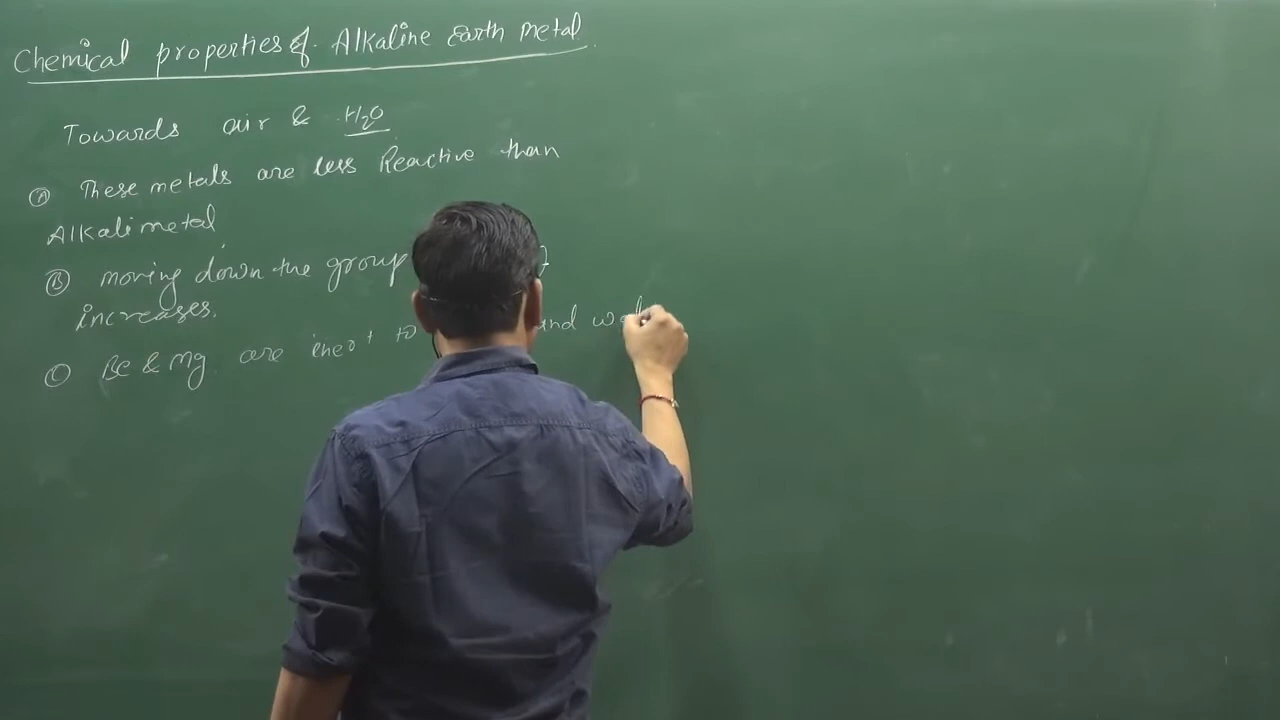 Chemical properties of Alkaline Earth metal.
Towards air & H₂O
Ⓐ These metals are less Reactive than
Alkali metal
Ⓑ moving down the group
increases.
Ⓒ Be & Mg are inert to and